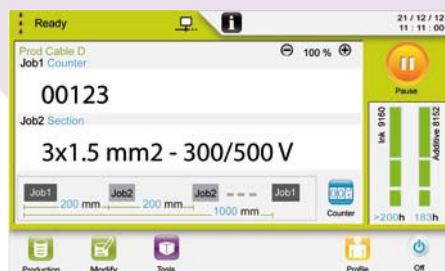 Ready
21 / 12 / 12
11 : 11 : 00
Prod Cable D
100 %
Job1 Counter
00123
Job2 Section
3x1.5 mm2 - 300/500 V
Job1 Job2 Job2 Job1
200 mm 200 mm 1000 mm
Counter
Pause
Ink 9160
Additive 8152
>200h 183h
Production Modify Tools Profile Off